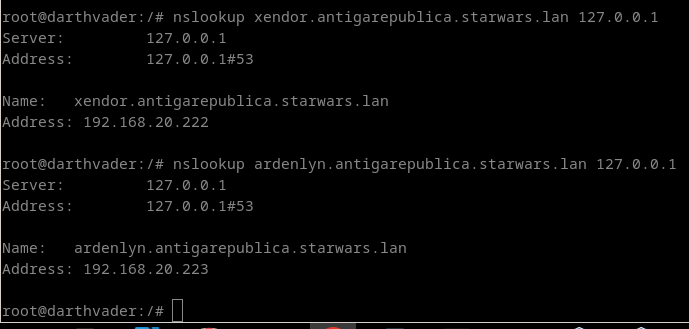 root@darthvader:/# nslookup xendor.antigarepublica.starwars.lan 127.0.0.1
Server:         127.0.0.1
Address:        127.0.0.1#53

Name:   xendor.antigarepublica.starwars.lan
Address: 192.168.20.222

root@darthvader:/# nslookup ardenlyn.antigarepublica.starwars.lan 127.0.0.1
Server:         127.0.0.1
Address:        127.0.0.1#53

Name:   ardenlyn.antigarepublica.starwars.lan
Address: 192.168.20.223

root@darthvader:/#